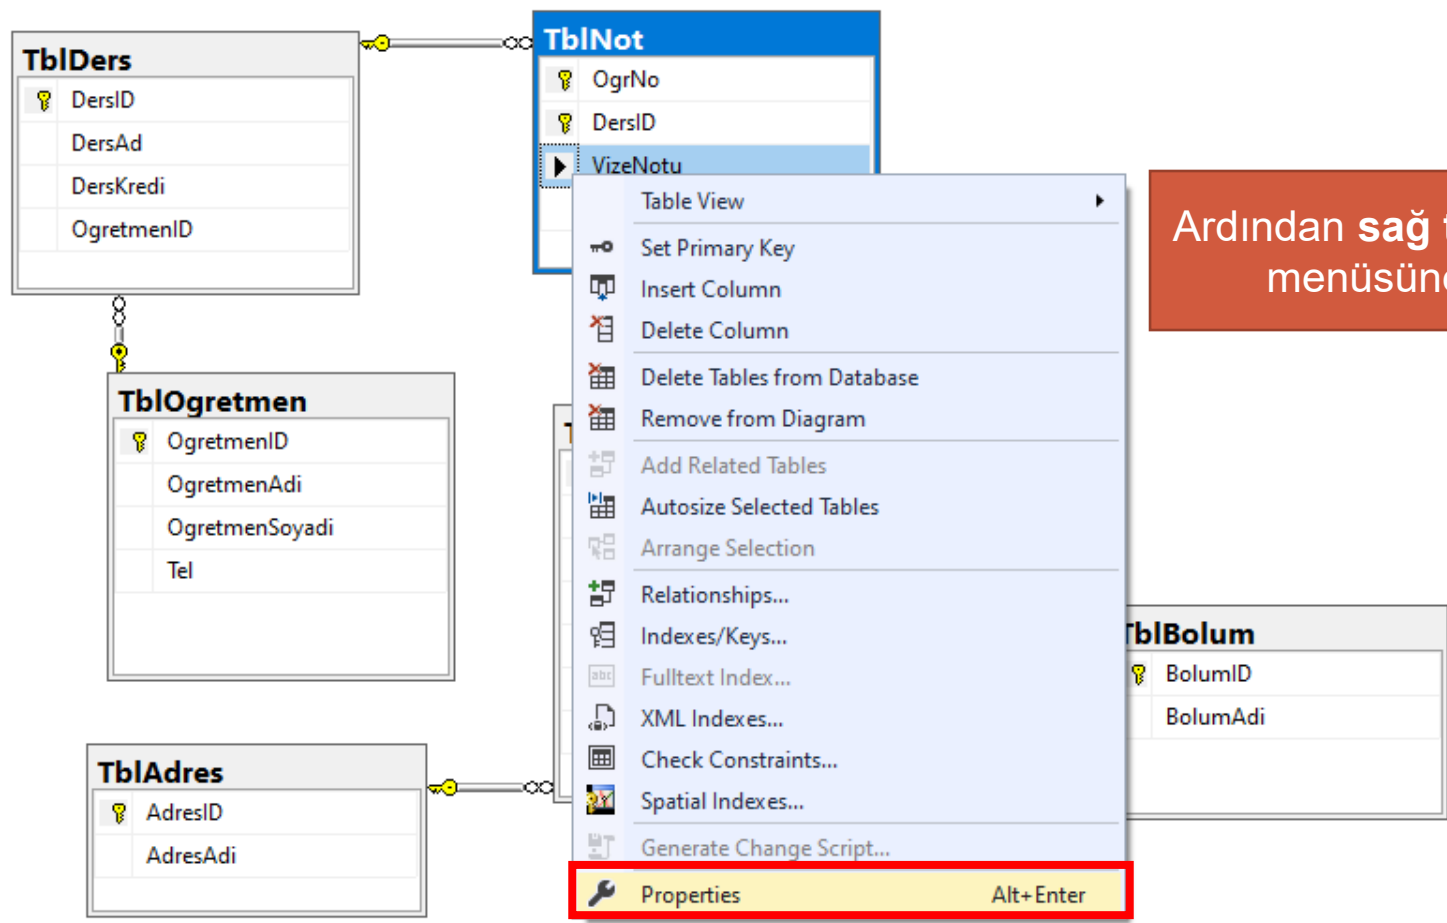 TblDers
DersID
DersAd
DersKredi
OgretmenID
TblNot
OgrNo
DersID
VizeNotu
Table View
Set Primary Key
Insert Column
Delete Column
Delete Tables from Database
Remove from Diagram
Add Related Tables
Autosize Selected Tables
Arrange Selection
Relationships...
Indexes/Keys...
Fulltext Index...
XML Indexes...
Check Constraints...
Spatial Indexes...
Generate Change Script...
Properties Alt+Enter
Ardından sağ
TblOgretmen
OgretmenID
OgretmenAdi
OgretmenSoyadi
Tel
TblBolum
BolumID
BolumAdi
TblAdres
AdresID
AdresAdi